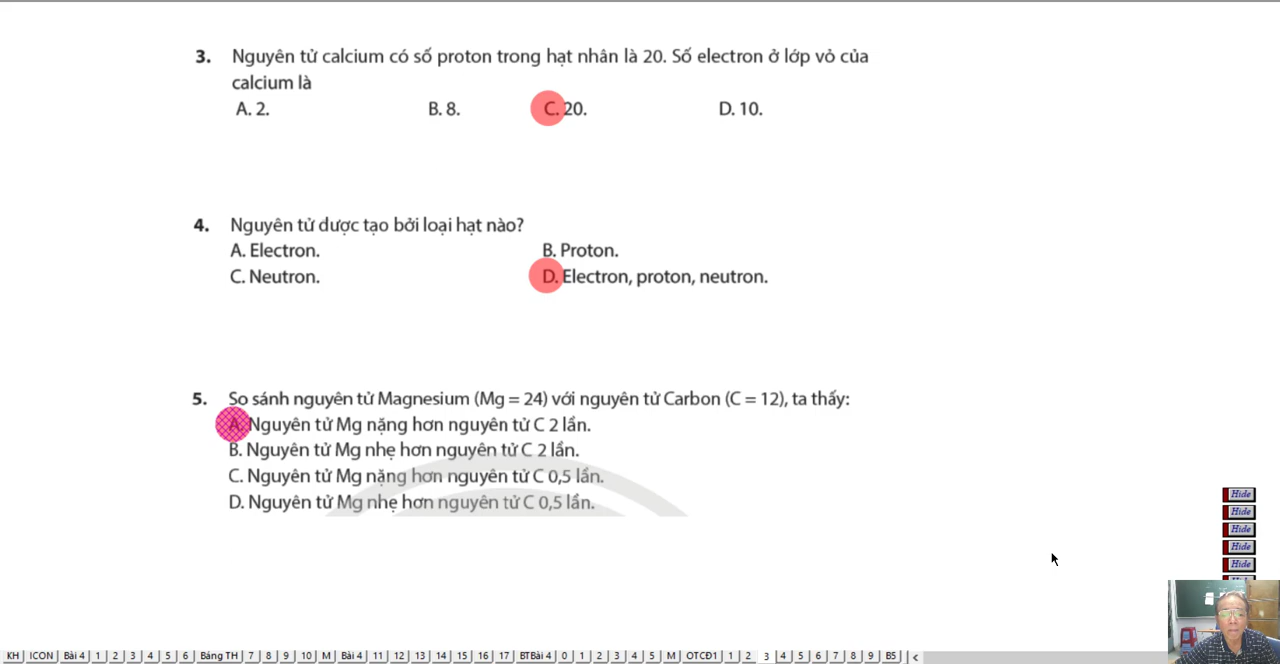 3. Nguyên tử calcium có số proton trong hạt nhân là 20. Số electron ở lớp vỏ của
calcium là
A. 2. B. 8. C. 20. D. 10.
4. Nguyên tử được tạo bởi loại hạt nào?
A. Electron. B. Proton.
C. Neutron. D. Electron, proton, neutron.
5. So sánh nguyên tử Magnesium (Mg = 24) với nguyên tử Carbon (C = 12), ta thấy:
A. Nguyên tử Mg nặng hơn nguyên tử C 2 lần.
B. Nguyên tử Mg nhẹ hơn nguyên tử C 2 lần.
C. Nguyên tử Mg nặng hơn nguyên tử C 0,5 lần.
D. Nguyên tử Mg nhẹ hơn nguyên tử C 0,5 lần.
Hide
Hide
Hide
Hide
Hide
KH | ICON | Bài 4 | 1 | 2 | 3 | 4 | 5 | 6 | Bảng TH | 7 | 8 | 9 | 10 | M | Bài 4 | 11 | 12 | 13 | 14 | 15 | 16 | 17 | BTBài 4 | 0 | 1 | 2 | 3 | 4 | 5 | M | OTCĐ1 | 1 | 2 | 3 | 4 | 5 | 6 | 7 | 8 | 9 | B5 | <